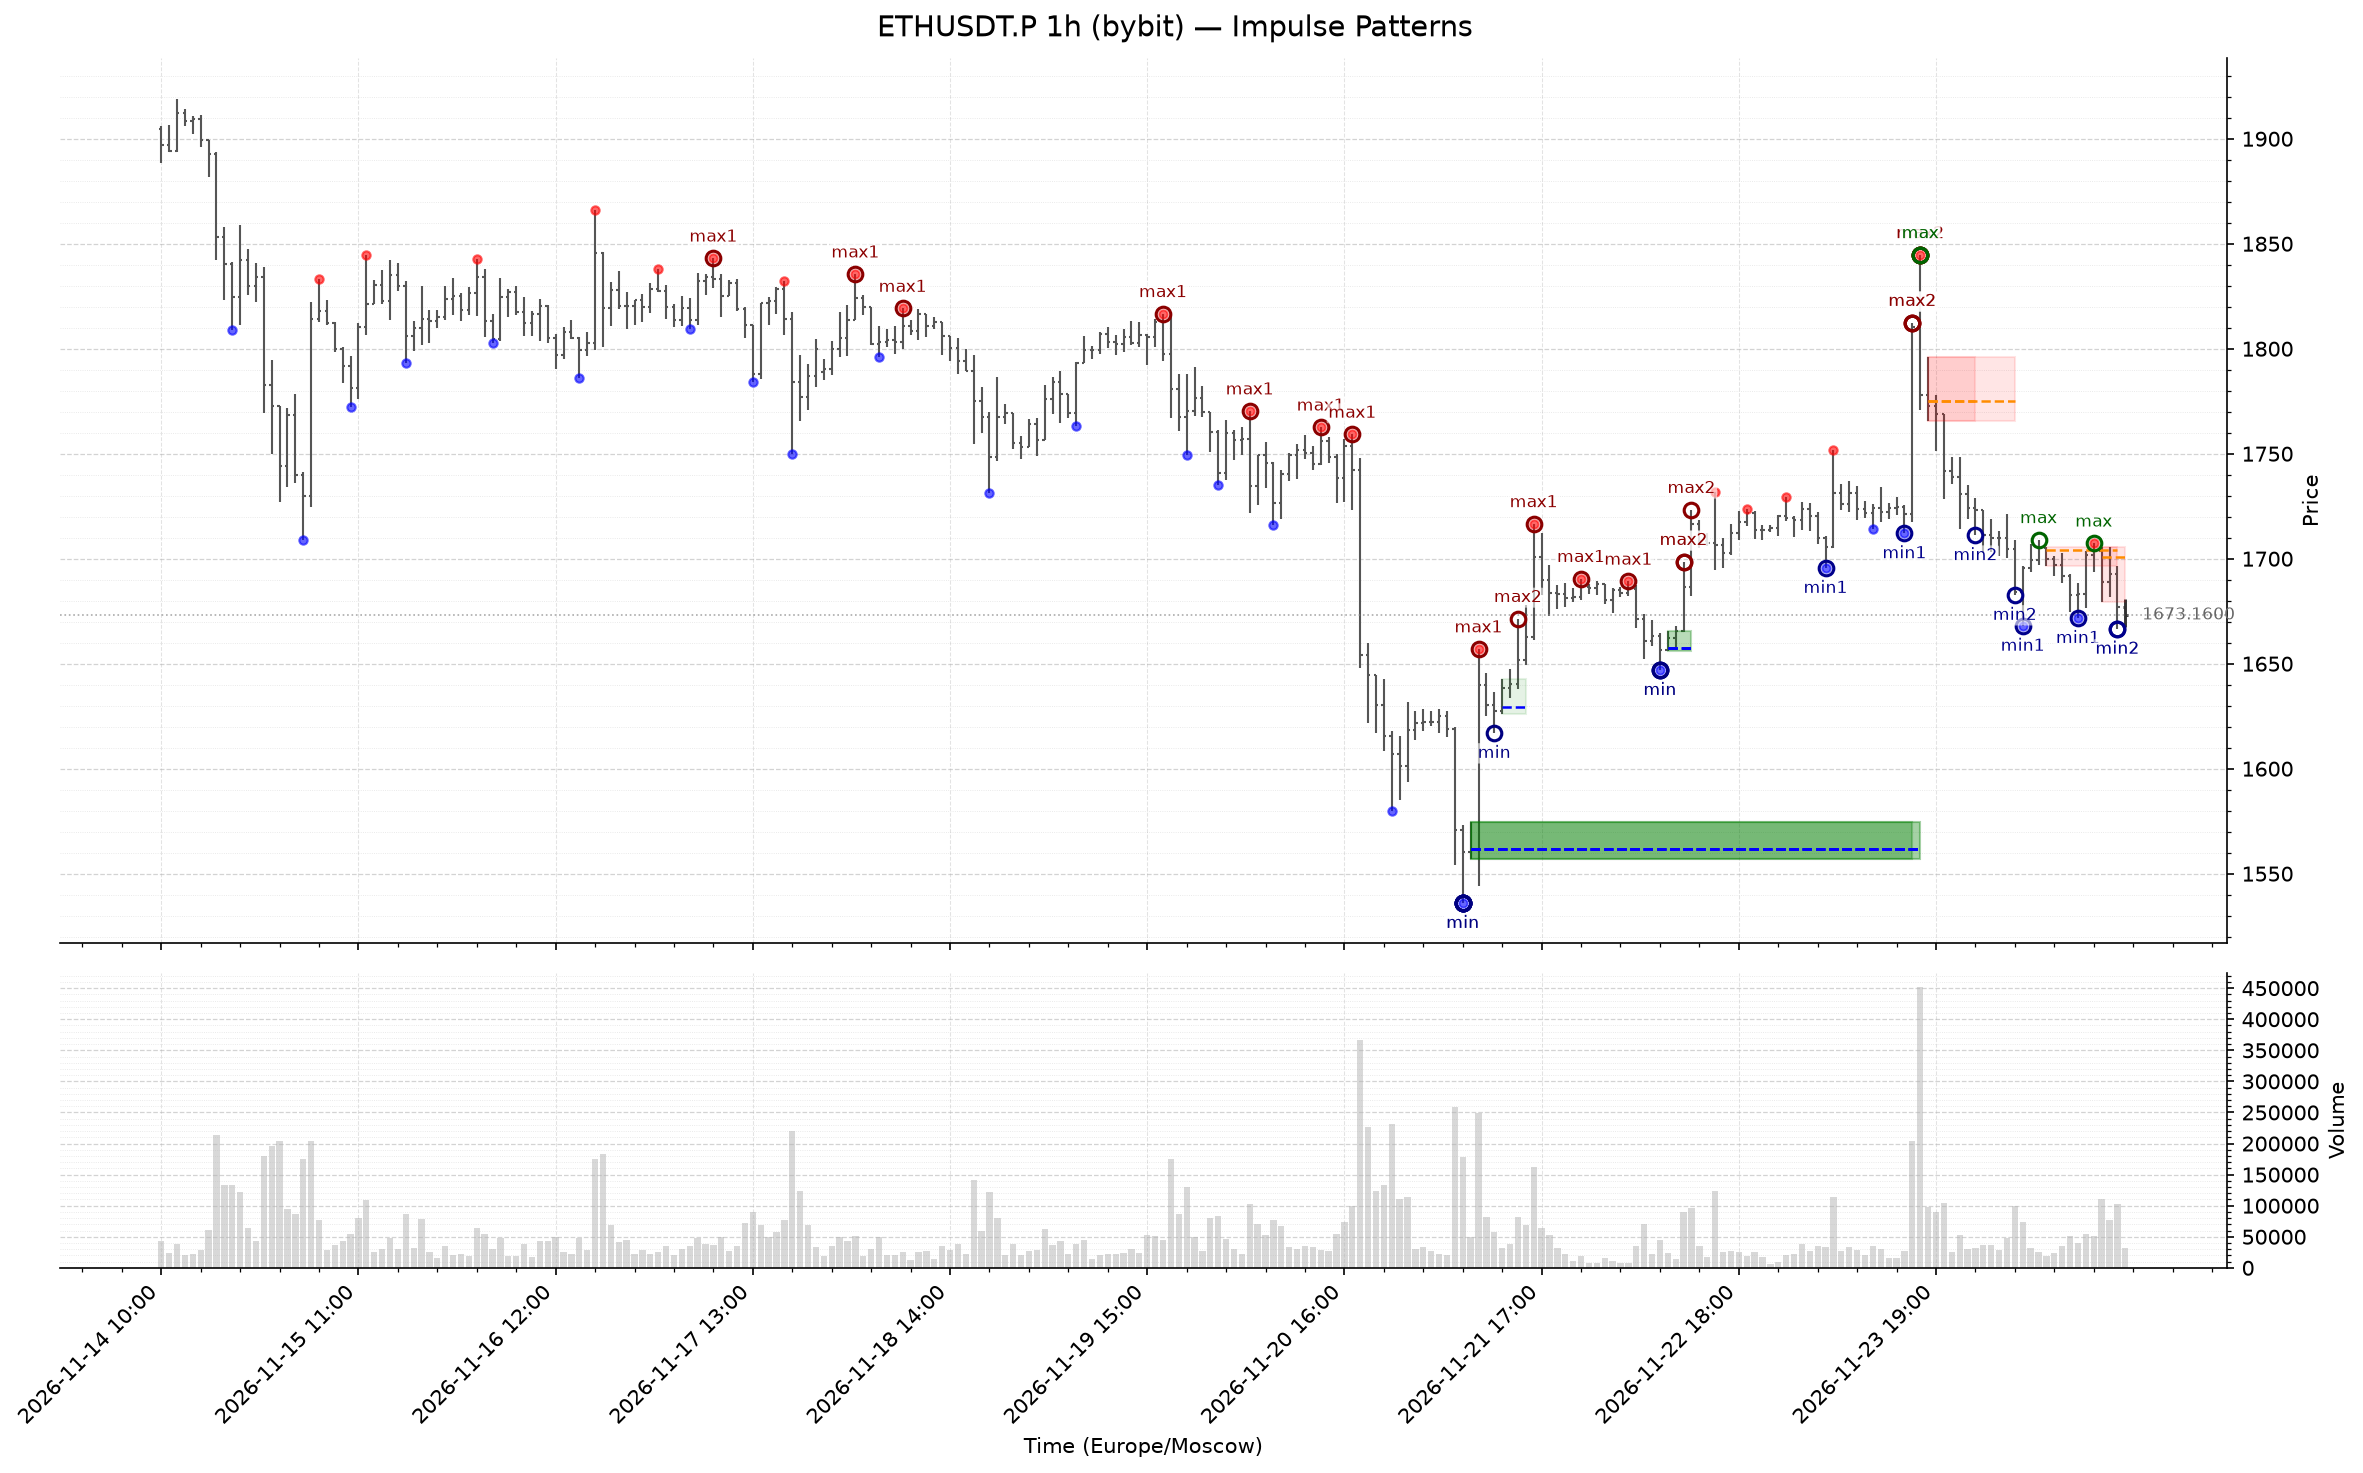 ETHUSDT.P 1h (bybit) — Impulse Patterns
1900
1850
1800
1750
1700
1650
1600
1550
Price
max1
max1
max1
max1
max1
max1
max1
max1
max2
max1
max1
max1
max2
max2
max2
max
max
max
min
min
min
min1
min1
min2
min2
min1
min1
min2
1673.1600
450000
400000
350000
300000
250000
200000
150000
100000
50000
0
Volume
2026-11-14 10:00
2026-11-15 11:00
2026-11-16 12:00
2026-11-17 13:00
2026-11-18 14:00
2026-11-19 15:00
2026-11-20 16:00
2026-11-21 17:00
2026-11-22 18:00
2026-11-23 19:00
Time (Europe/Moscow)